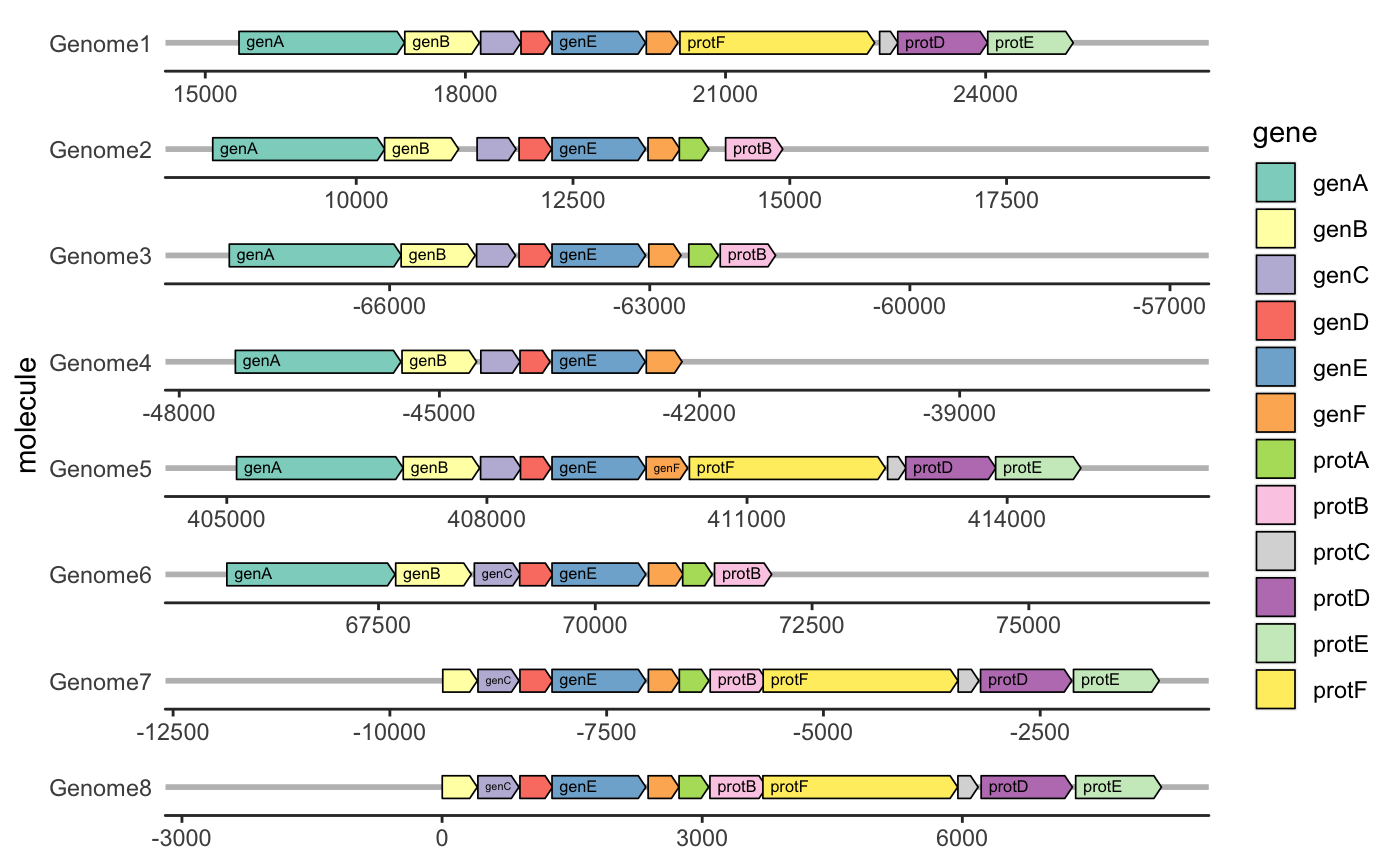 Genome1
genA genB genE protF protD protE
15000 18000 21000 24000
Genome2
genA genB genE protB
10000 12500 15000 17500
Genome3
genA genB genE protB
-66000 -63000 -60000 -57000
Genome4
genA genB genE
-48000 -45000 -42000 -39000
Genome5
genA genB genE genF protF protD protE
405000 408000 411000 414000
Genome6
genA genB genC genE protB
67500 70000 72500 75000
Genome7
genC genE protB protF protD protE
-12500 -10000 -7500 -5000 -2500
Genome8
genC genE protB protF protD protE
-3000 0 3000 6000
molecule
gene
genA
genB
genC
genD
genE
genF
protA
protB
protC
protD
protE
protF